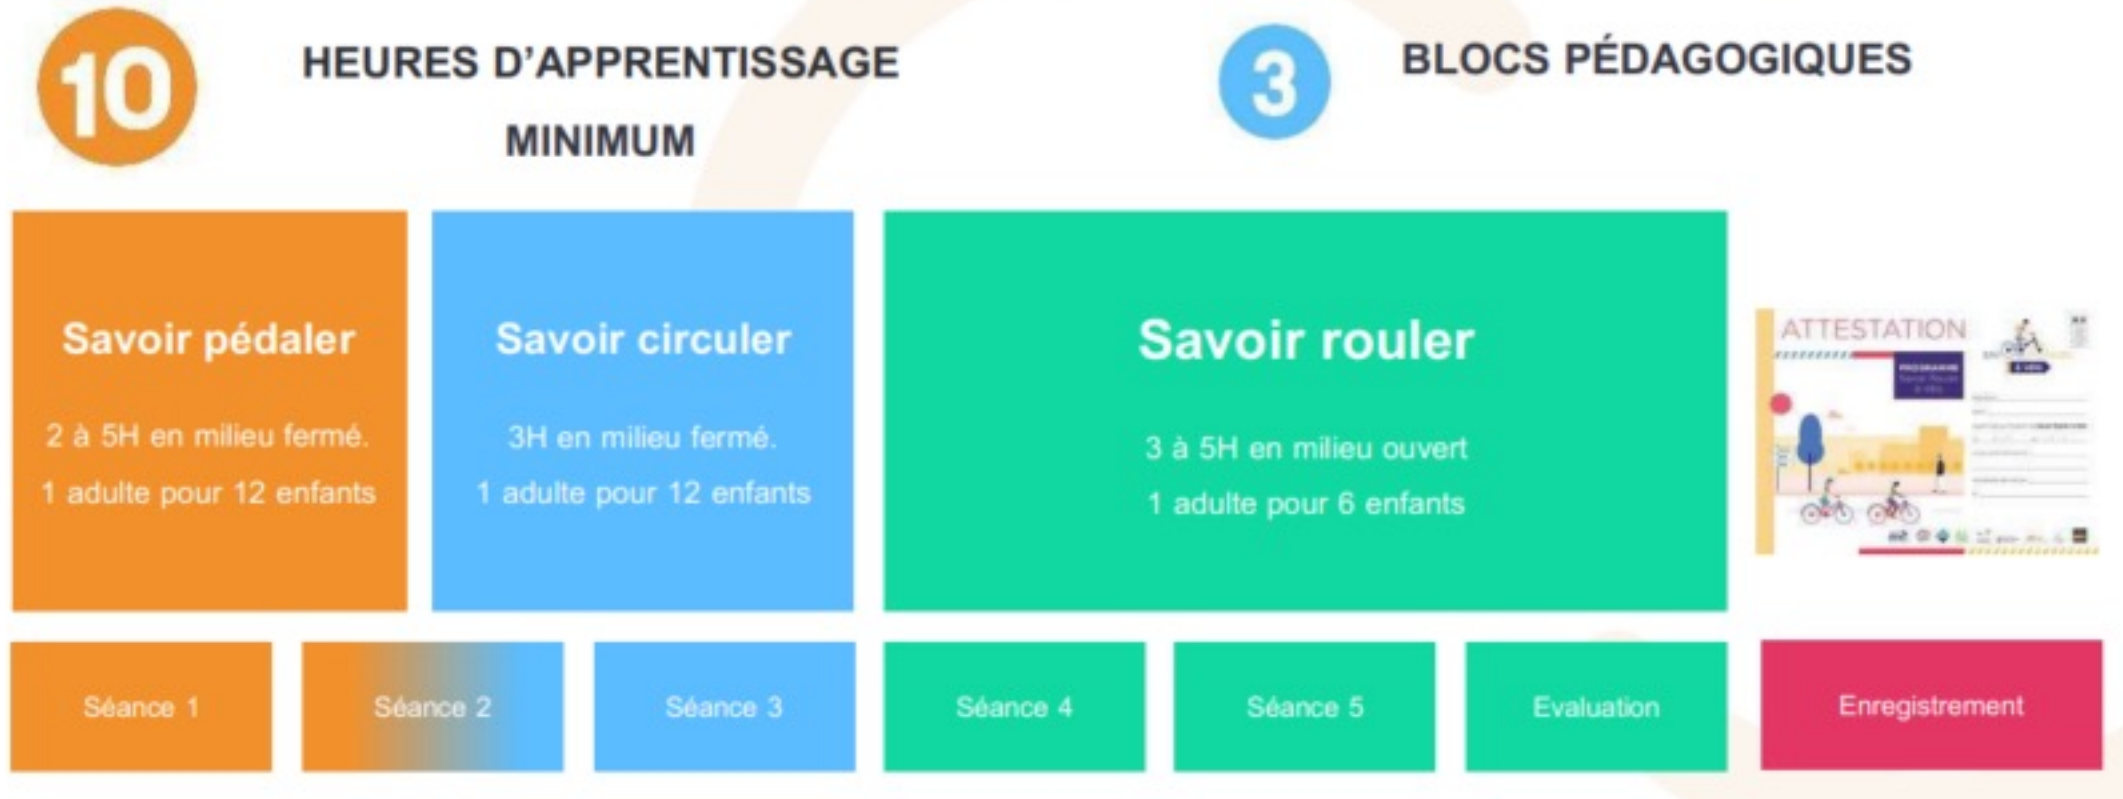 10
HEURES D'APPRENTISSAGE
MINIMUM
3
BLOCS PÉDAGOGIQUES
Savoir pédaler
2 à 5H en milieu fermé.
1 adulte pour 12 enfants
Savoir circuler
3H en milieu fermé.
1 adulte pour 12 enfants
Savoir rouler
3 à 5H en milieu ouvert
1 adulte pour 6 enfants
ATTESTATION
PROGRAMME
Séance 1
Séance 2
Séance 3
Séance 4
Séance 5
Evaluation
Enregistrement